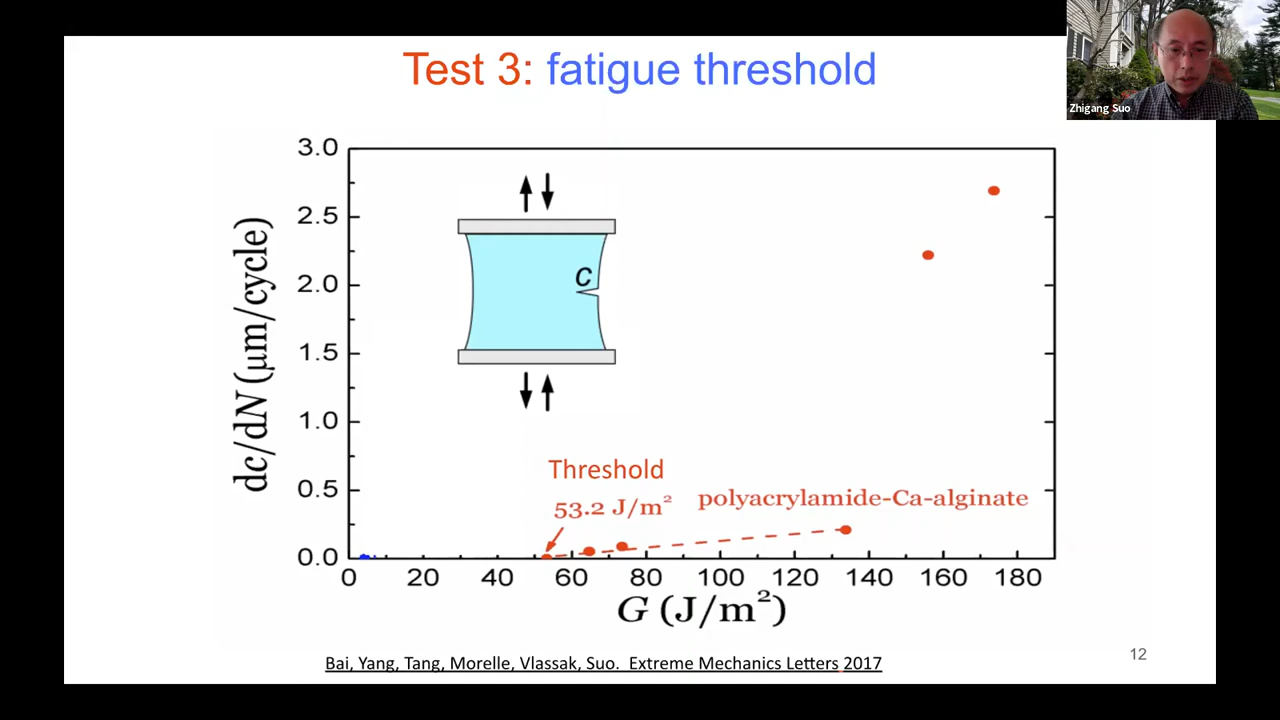 Test 3: fatigue threshold
Zhigang Suo
3.0
2.5
2.0
1.5
1.0
0.5
0.0
dc/dN (μm/cycle)
c
Threshold
53.2 J/m²
polyacrylamide-Ca-alginate
0 20 40 60 80 100 120 140 160 180
G (J/m²)
Bai, Yang, Tang, Morelle, Vlassak, Suo. Extreme Mechanics Letters 2017
12